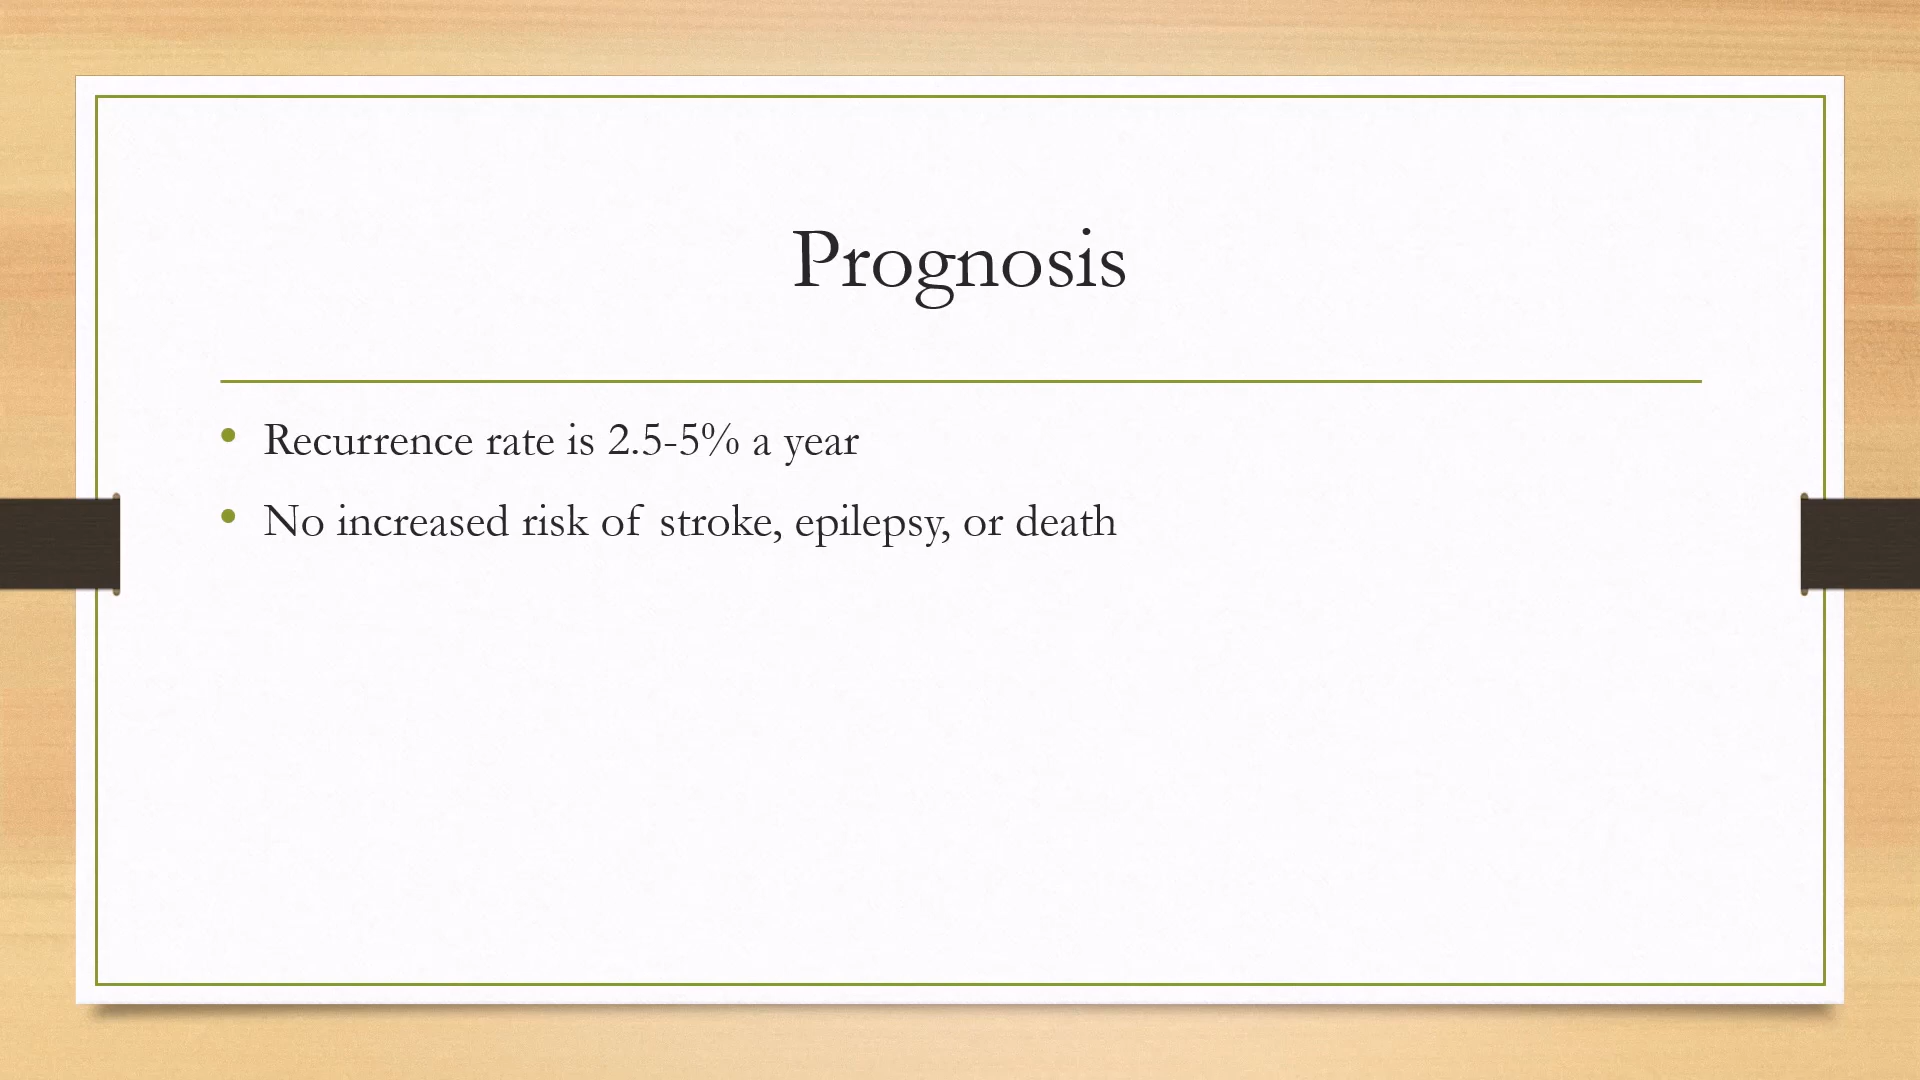 Prognosis
Recurrence rate is 2.5-5% a year
No increased risk of stroke, epilepsy, or death